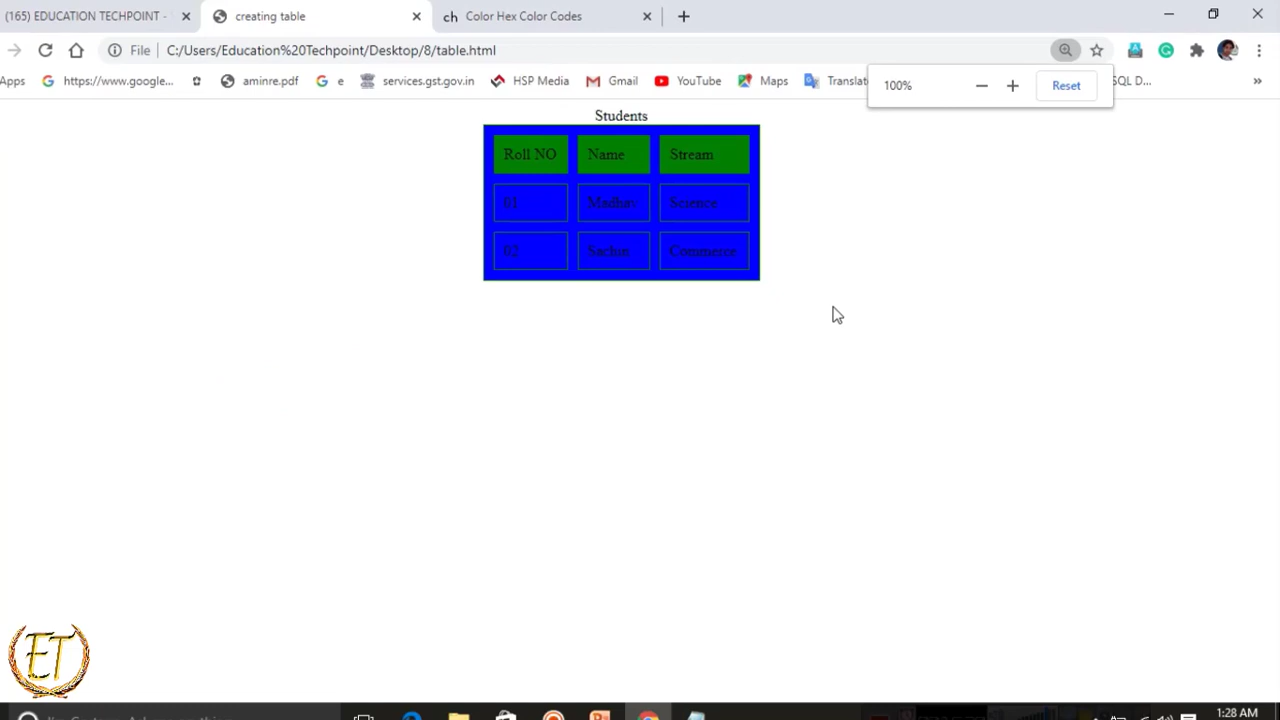 (165) EDUCATION TECHPOINT -
creating table
Color Hex Color Codes
File
C:/Users/Education%20Techpoint/Desktop/8/table.html
Apps
https://www.google...
aminre.pdf
e
services.gst.gov.in
HSP Media
Gmail
YouTube
Maps
Translat
SQL D...
100%
Reset
Students
Roll NO Name Stream
01 Madhav Science
02 Sachin Commerce
ET
1:28 AM